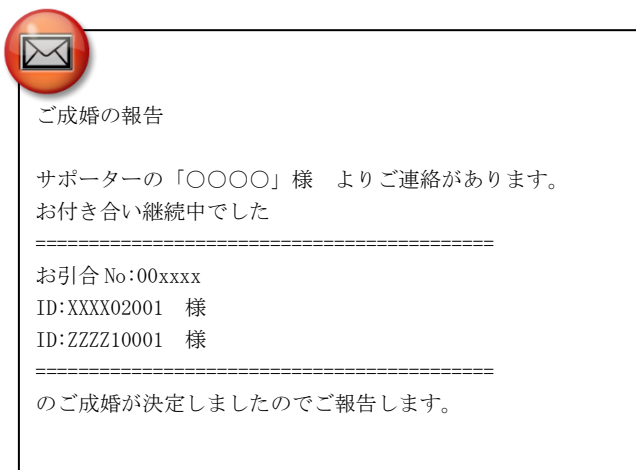 ご成婚の報告
サポーターの「○○○○」様　よりご連絡があります。
お付き合い継続中でした
===========================================
お引合 No:00xxxx
ID:XXXX02001　様
ID:ZZZZ10001　様
===========================================
のご成婚が決定しましたのでご報告します。